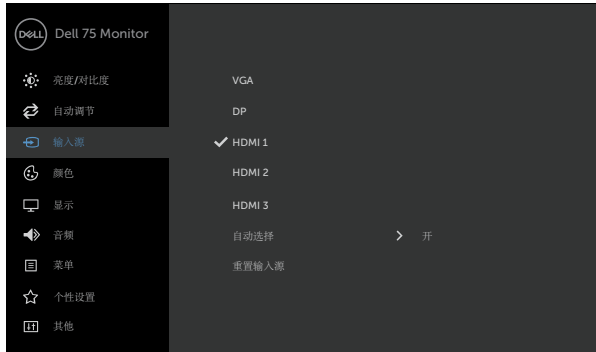 DELL
Dell 75 Monitor
亮度/对比度
自动调节
输入源
颜色
显示
音频
菜单
个性设置
其他
VGA
DP
HDMI 1
HDMI 2
HDMI 3
自动选择 开
重置输入源